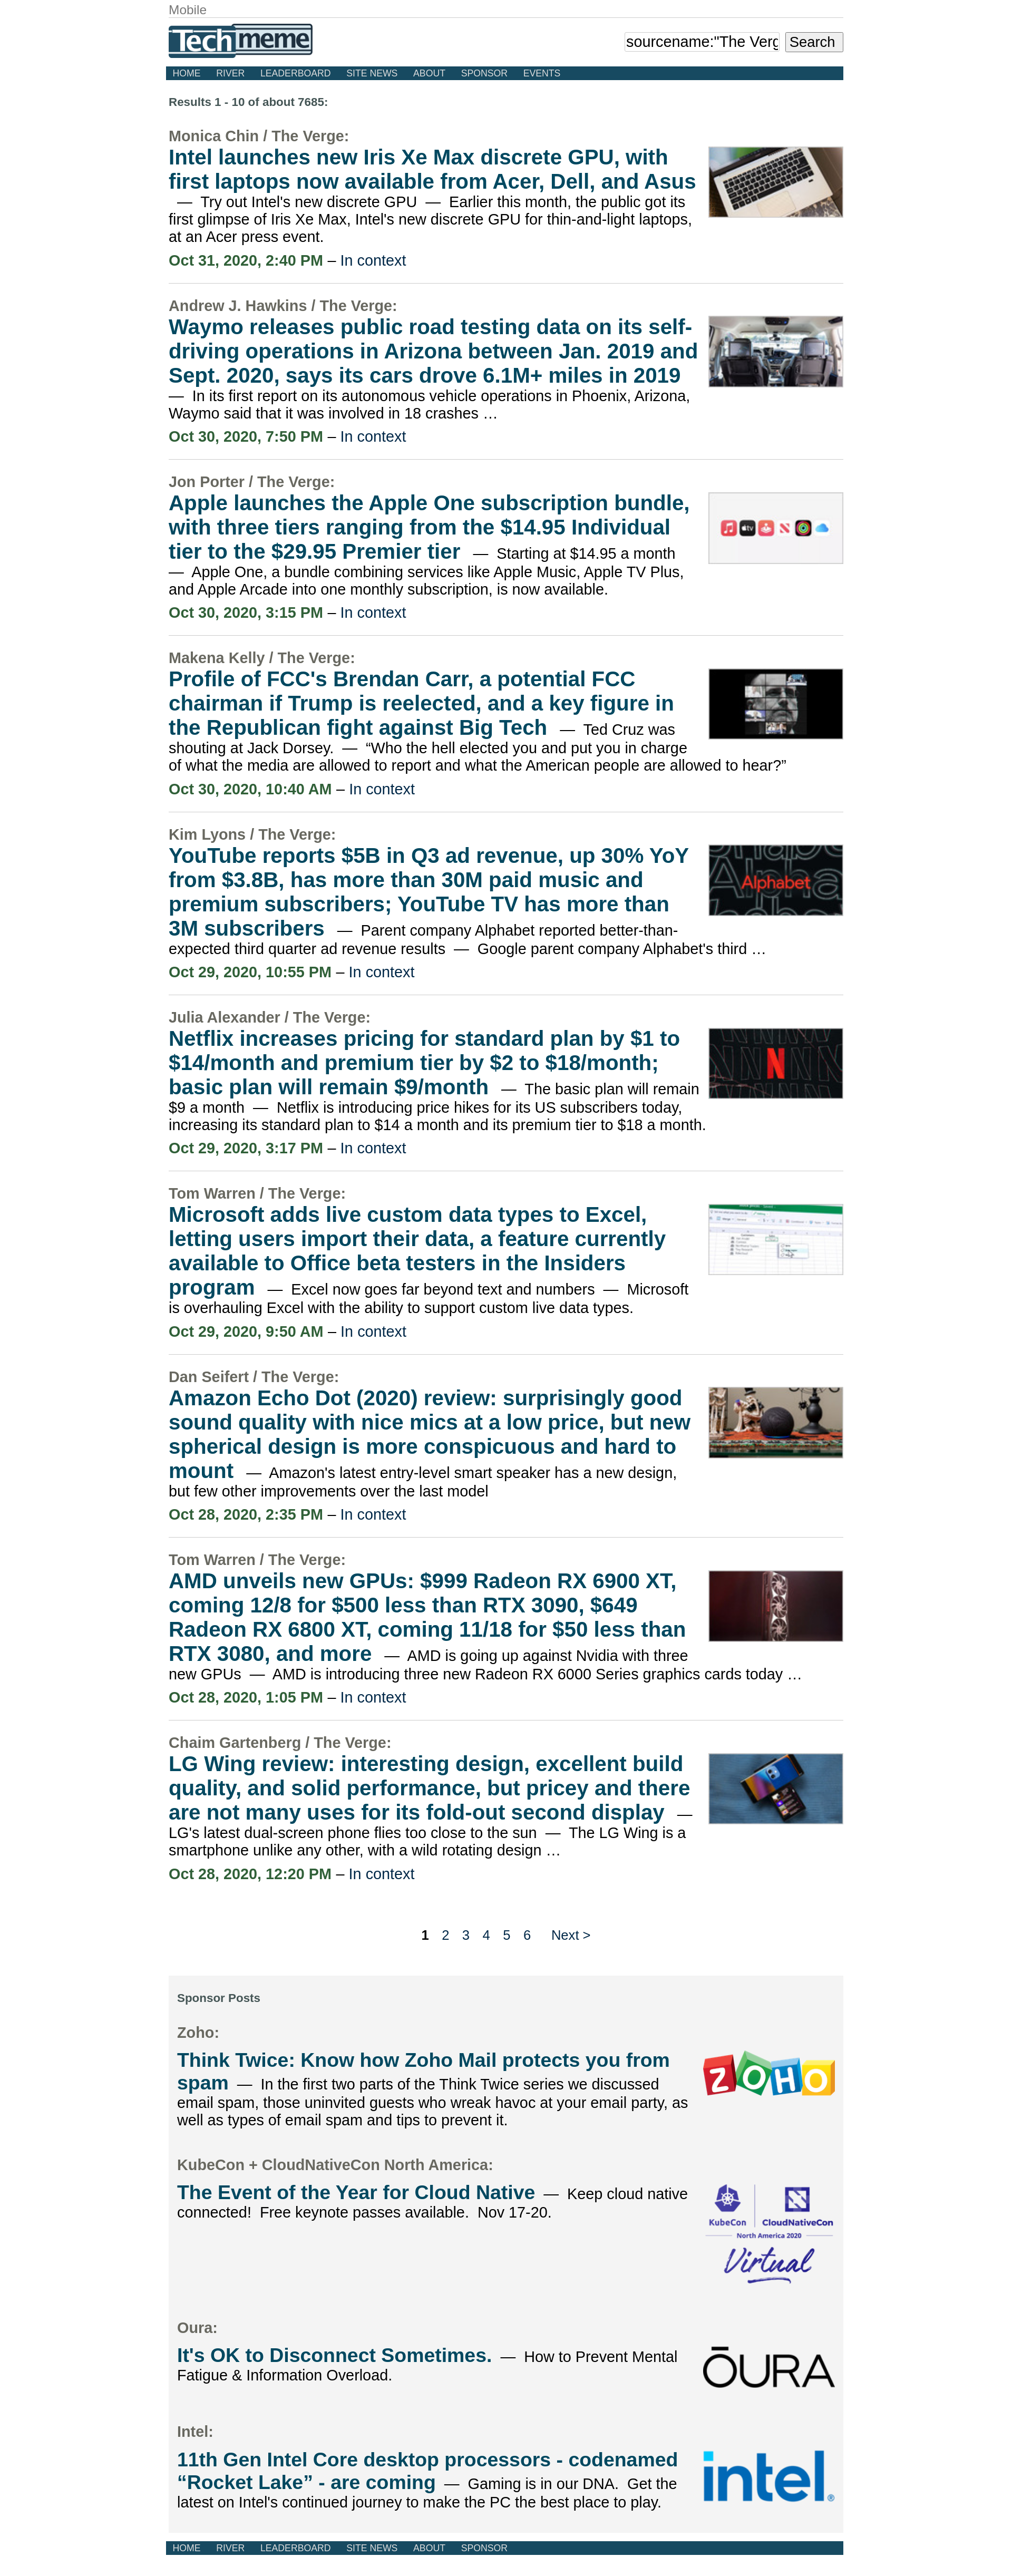 Mobile
Techmeme
sourcename:"The Verg
Search
HOME RIVER LEADERBOARD SITE NEWS ABOUT SPONSOR EVENTS
Results 1 - 10 of about 7685:
Monica Chin / The Verge:
Intel launches new Iris Xe Max discrete GPU, with
first laptops now available from Acer, Dell, and Asus
— Try out Intel's new discrete GPU — Earlier this month, the public got its
first glimpse of Iris Xe Max, Intel's new discrete GPU for thin-and-light laptops,
at an Acer press event.
Oct 31, 2020, 2:40 PM – In context
Andrew J. Hawkins / The Verge:
Waymo releases public road testing data on its self-
driving operations in Arizona between Jan. 2019 and
Sept. 2020, says its cars drove 6.1M+ miles in 2019
— In its first report on its autonomous vehicle operations in Phoenix, Arizona,
Waymo said that it was involved in 18 crashes …
Oct 30, 2020, 7:50 PM – In context
Jon Porter / The Verge:
Apple launches the Apple One subscription bundle,
with three tiers ranging from the $14.95 Individual
tier to the $29.95 Premier tier — Starting at $14.95 a month
— Apple One, a bundle combining services like Apple Music, Apple TV Plus,
and Apple Arcade into one monthly subscription, is now available.
Oct 30, 2020, 3:15 PM – In context
Makena Kelly / The Verge:
Profile of FCC's Brendan Carr, a potential FCC
chairman if Trump is reelected, and a key figure in
the Republican fight against Big Tech — Ted Cruz was
shouting at Jack Dorsey. — “Who the hell elected you and put you in charge
of what the media are allowed to report and what the American people are allowed to hear?”
Oct 30, 2020, 10:40 AM – In context
Kim Lyons / The Verge:
YouTube reports $5B in Q3 ad revenue, up 30% YoY
from $3.8B, has more than 30M paid music and
premium subscribers; YouTube TV has more than
3M subscribers — Parent company Alphabet reported better-than-
expected third quarter ad revenue results — Google parent company Alphabet's third …
Alphabet
Oct 29, 2020, 10:55 PM – In context
Julia Alexander / The Verge:
Netflix increases pricing for standard plan by $1 to
$14/month and premium tier by $2 to $18/month;
basic plan will remain $9/month — The basic plan will remain
$9 a month — Netflix is introducing price hikes for its US subscribers today,
increasing its standard plan to $14 a month and its premium tier to $18 a month.
N
Oct 29, 2020, 3:17 PM – In context
Tom Warren / The Verge:
Microsoft adds live custom data types to Excel,
letting users import their data, a feature currently
available to Office beta testers in the Insiders
program — Excel now goes far beyond text and numbers — Microsoft
is overhauling Excel with the ability to support custom live data types.
Oct 29, 2020, 9:50 AM – In context
Dan Seifert / The Verge:
Amazon Echo Dot (2020) review: surprisingly good
sound quality with nice mics at a low price, but new
spherical design is more conspicuous and hard to
mount — Amazon's latest entry-level smart speaker has a new design,
but few other improvements over the last model
Oct 28, 2020, 2:35 PM – In context
Tom Warren / The Verge:
AMD unveils new GPUs: $999 Radeon RX 6900 XT,
coming 12/8 for $500 less than RTX 3090, $649
Radeon RX 6800 XT, coming 11/18 for $50 less than
RTX 3080, and more — AMD is going up against Nvidia with three
new GPUs — AMD is introducing three new Radeon RX 6000 Series graphics cards today …
Oct 28, 2020, 1:05 PM – In context
Chaim Gartenberg / The Verge:
LG Wing review: interesting design, excellent build
quality, and solid performance, but pricey and there
are not many uses for its fold-out second display —
LG's latest dual-screen phone flies too close to the sun — The LG Wing is a
smartphone unlike any other, with a wild rotating design …
Oct 28, 2020, 12:20 PM – In context
1 2 3 4 5 6 Next >
Sponsor Posts
Zoho:
Think Twice: Know how Zoho Mail protects you from
spam — In the first two parts of the Think Twice series we discussed
email spam, those uninvited guests who wreak havoc at your email party, as
well as types of email spam and tips to prevent it.
ZOHO
KubeCon + CloudNativeCon North America:
The Event of the Year for Cloud Native — Keep cloud native
connected! Free keynote passes available. Nov 17-20.
KubeCon CloudNativeCon
North America 2020
Virtual
Oura:
It's OK to Disconnect Sometimes. — How to Prevent Mental
Fatigue & Information Overload.
ŌURA
Intel:
11th Gen Intel Core desktop processors - codenamed
“Rocket Lake” - are coming — Gaming is in our DNA. Get the
latest on Intel's continued journey to make the PC the best place to play.
intel®
HOME RIVER LEADERBOARD SITE NEWS ABOUT SPONSOR